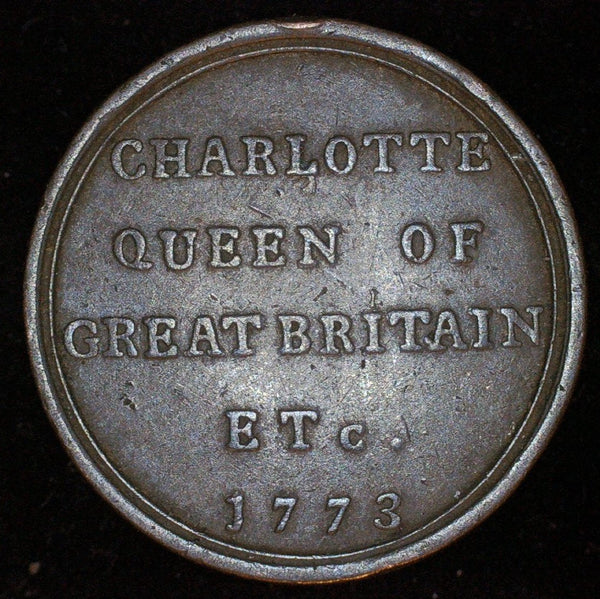 CHARLOTTE
QUEEN OF
GREAT BRITAIN
ETc.
1773